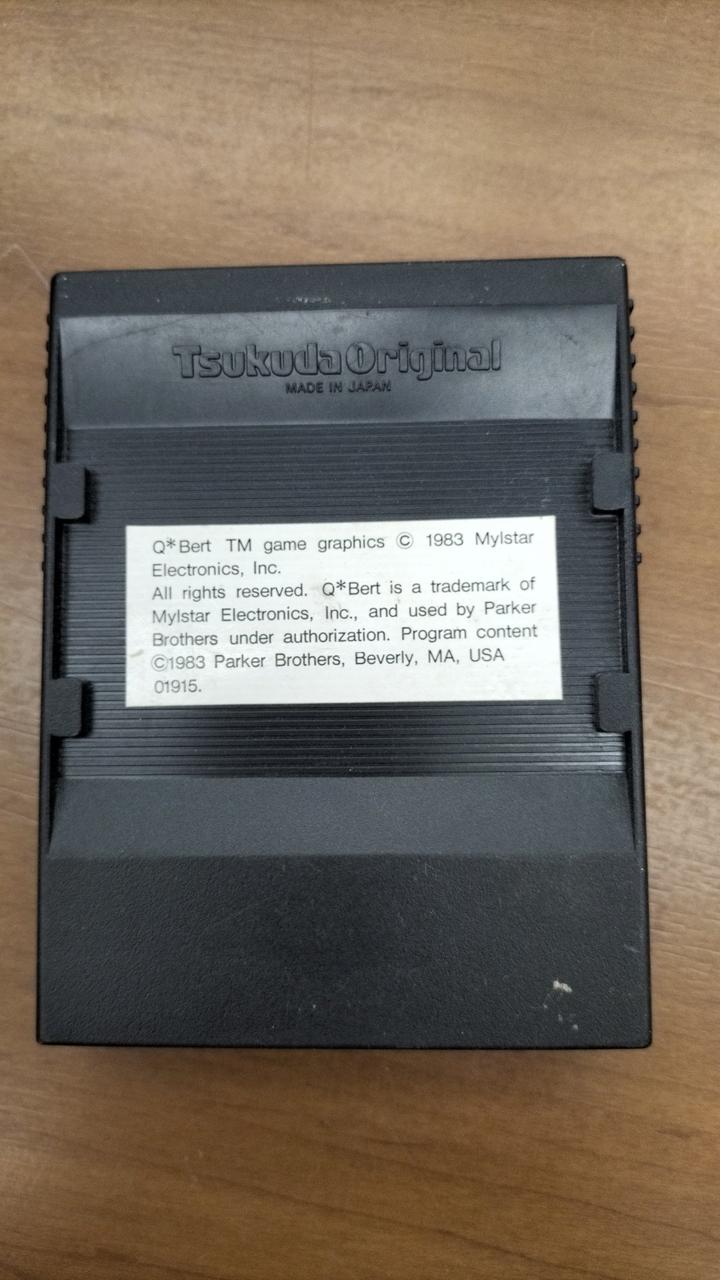 Tsukuda Original
MADE IN JAPAN
Q*Bert TM game graphics © 1983 Mylstar
Electronics, Inc.
All rights reserved. Q*Bert is a trademark of
Mylstar Electronics, Inc., and used by Parker
Brothers under authorization. Program content
©1983 Parker Brothers, Beverly, MA, USA
01915.